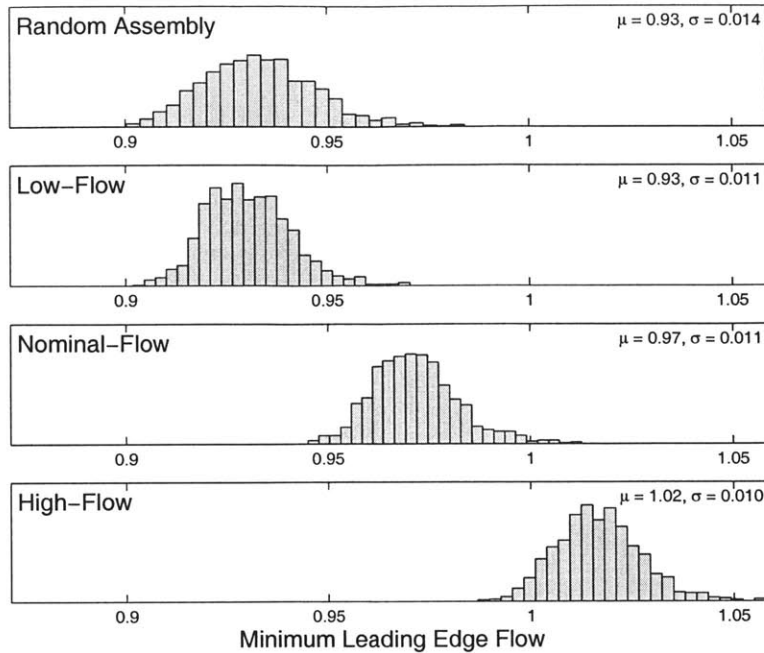 Random Assembly
μ = 0.93, σ = 0.014
0.9 0.95 1 1.05
Low−Flow
μ = 0.93, σ = 0.011
0.9 0.95 1 1.05
Nominal−Flow
μ = 0.97, σ = 0.011
0.9 0.95 1 1.05
High−Flow
μ = 1.02, σ = 0.010
0.9 0.95 1 1.05
Minimum Leading Edge Flow